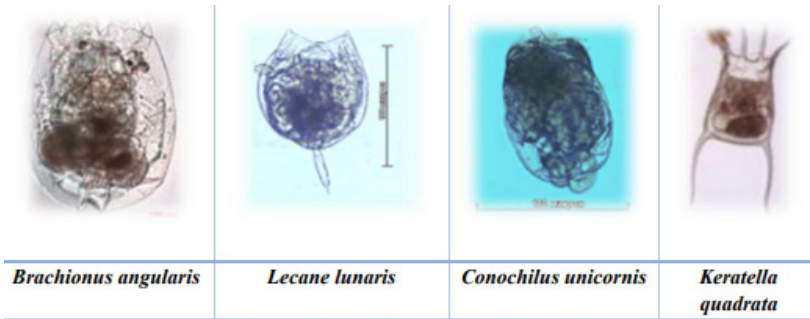 Brachionus angularis
Lecane lunaris
Conochilus unicornis
Keratella
quadrata